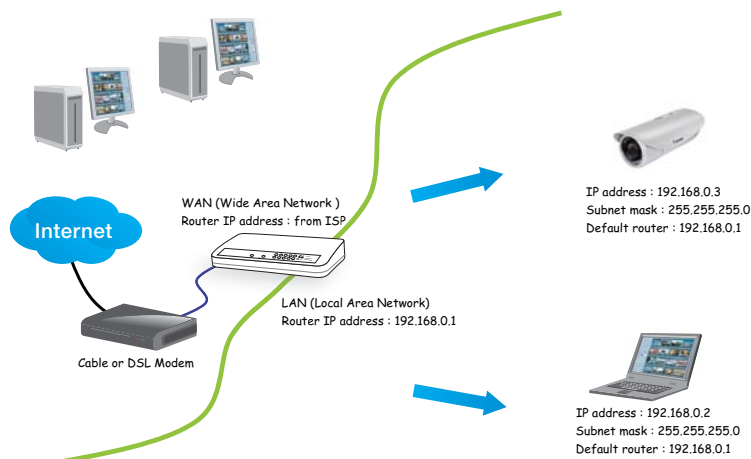 WAN (Wide Area Network )
Router IP address : from ISP
Internet
LAN (Local Area Network)
Router IP address : 192.168.0.1
Cable or DSL Modem
IP address : 192.168.0.3
Subnet mask : 255.255.255.0
Default router : 192.168.0.1
IP address : 192.168.0.2
Subnet mask : 255.255.255.0
Default router : 192.168.0.1